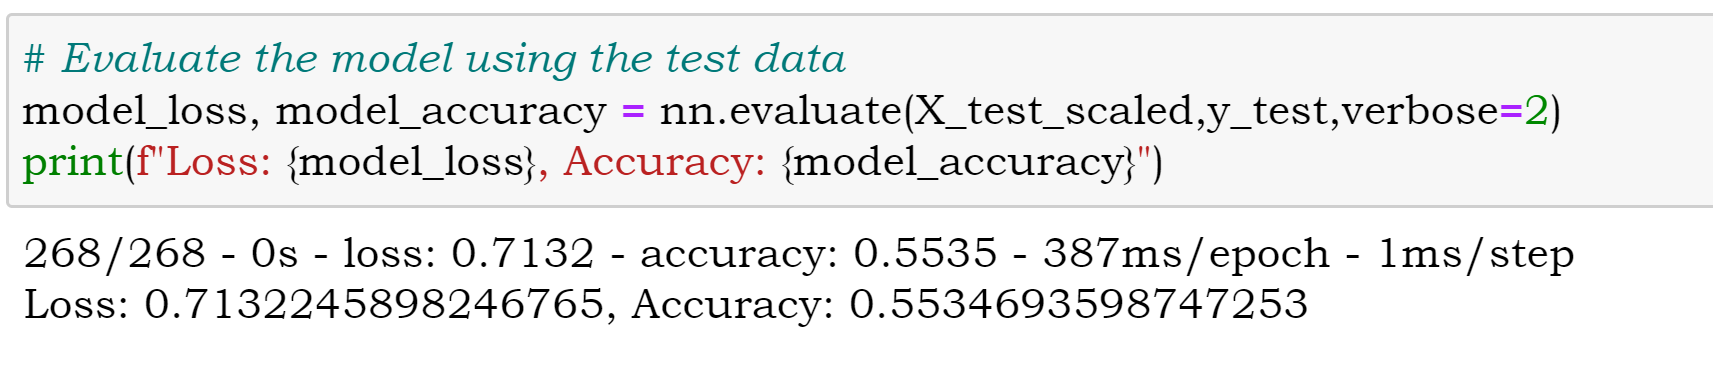 # Evaluate the model using the test data
model_loss, model_accuracy = nn.evaluate(X_test_scaled,y_test,verbose=2)
print(f"Loss: {model_loss}, Accuracy: {model_accuracy}")
268/268 - 0s - loss: 0.7132 - accuracy: 0.5535 - 387ms/epoch - 1ms/step
Loss: 0.7132245898246765, Accuracy: 0.5534693598747253